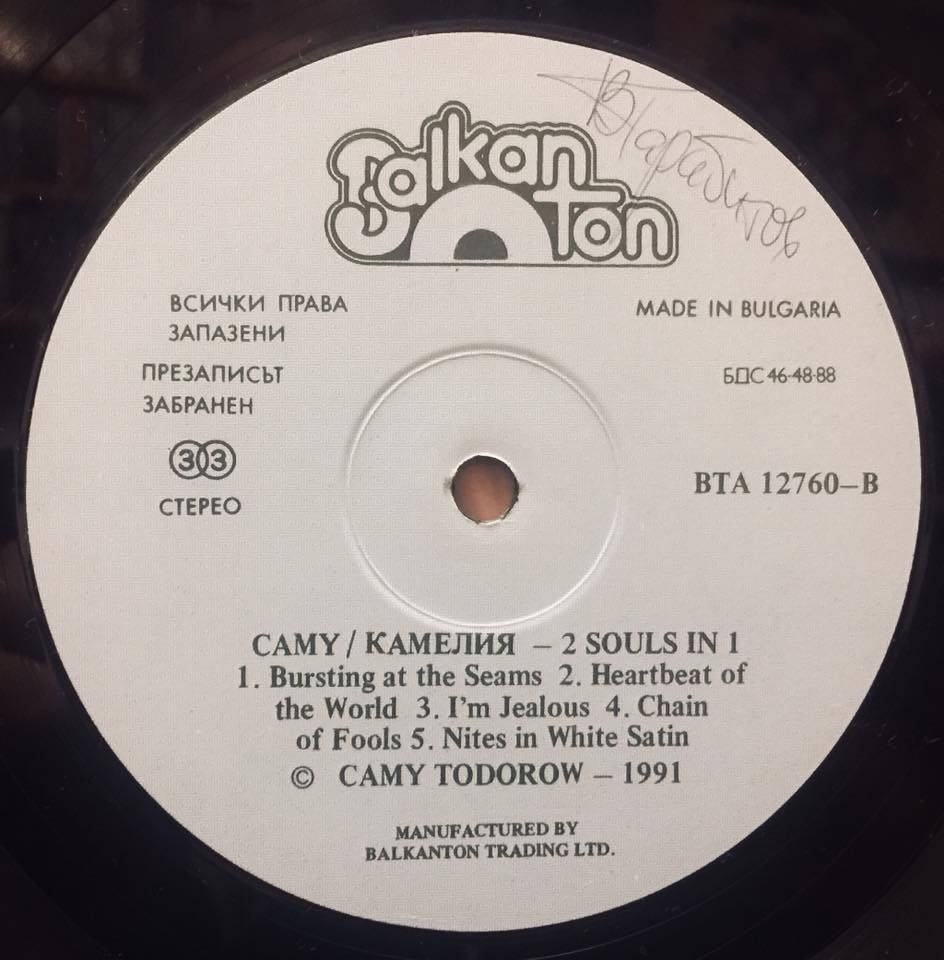 Balkan
ton
ВСИЧКИ ПРАВА
ЗАПАЗЕНИ
MADE IN BULGARIA
ПРЕЗАПИСЪТ
ЗАБРАНЕН
БДС 46-48-88
33
СТЕРЕО
ВТА 12760–В
CAMY / КАМЕЛИЯ – 2 SOULS IN 1
1. Bursting at the Seams 2. Heartbeat of
the World 3. I'm Jealous 4. Chain
of Fools 5. Nites in White Satin
© CAMY TODOROW – 1991
MANUFACTURED BY
BALKANTON TRADING LTD.